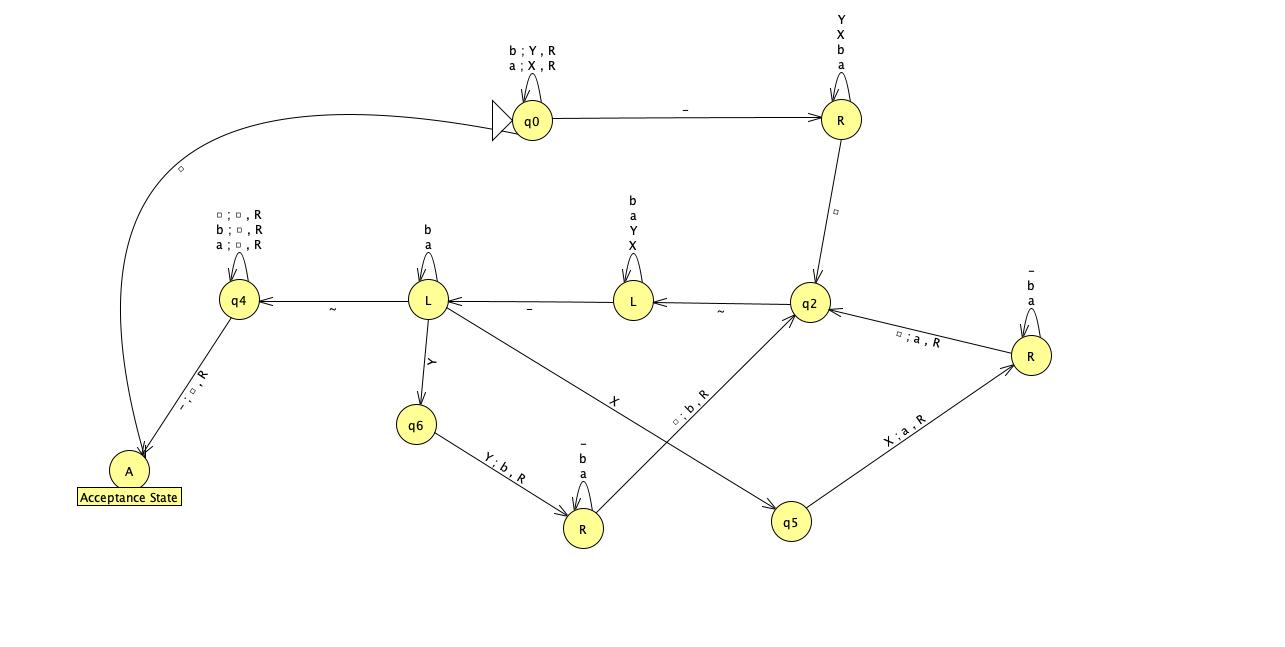 Y
X
b
a
b ; Y , R
a ; X , R
q0
–
R
□
□
b
a
Y
X
□ ; □ , R
b ; □ , R
a ; □ , R
b
a
–
b
a
q4
~
L
–
L
~
q2
□ ; a , R
R
Y
– ; □ , R
X
□ ; b , R
X ; a , R
q6
–
b
a
Y ; b , R
A
Acceptance State
R
q5